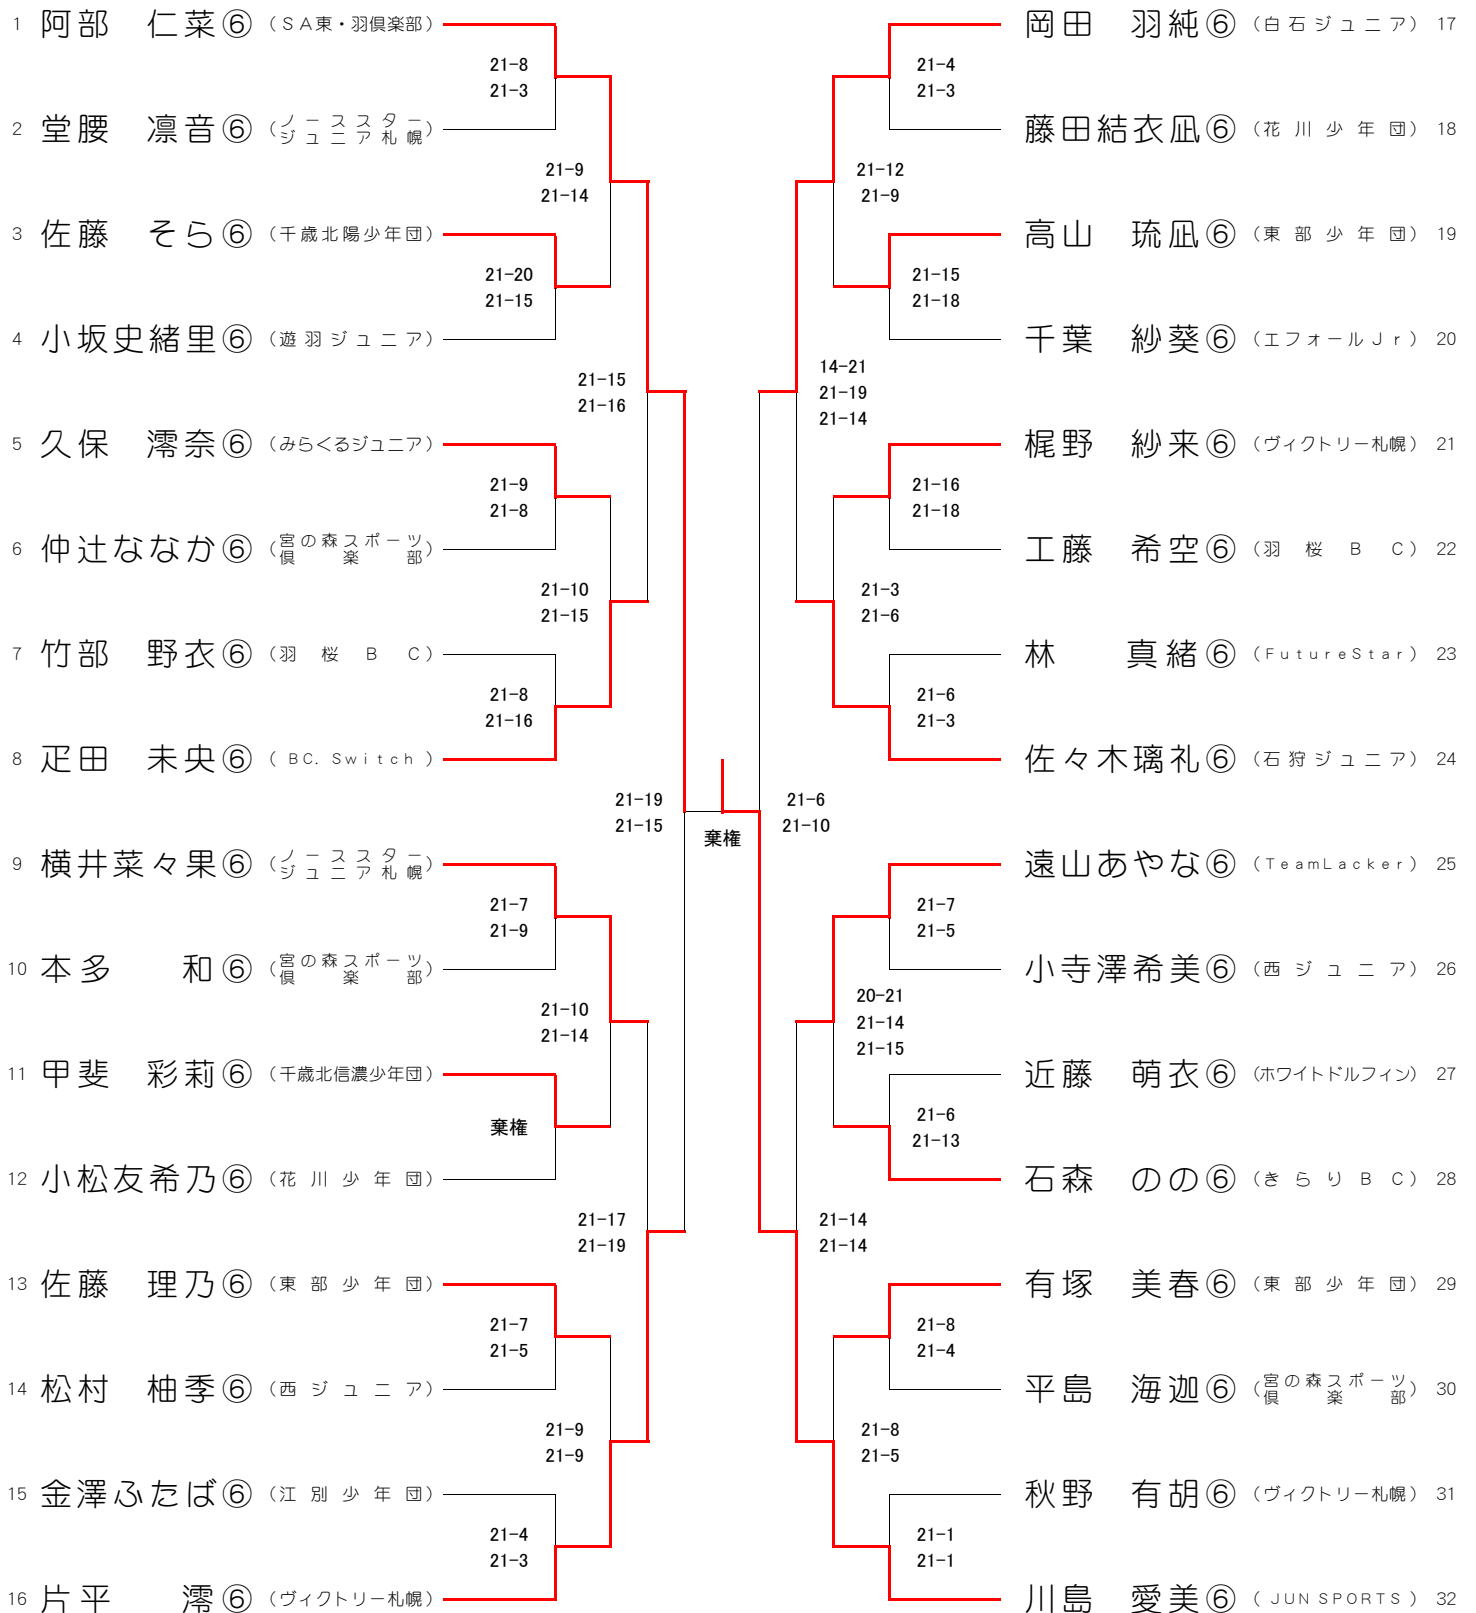 1 阿部 仁菜⑥ （ＳＡ東・羽倶楽部）
21-8
21-3
2 堂腰 凛音⑥ （ノーススタージュニア札幌）
21-9
21-14
3 佐藤 そら⑥ （千歳北陽少年団）
21-20
21-15
4 小坂史緒里⑥ （遊羽ジュニア）
21-15
21-16
5 久保 澪奈⑥ （みらくるジュニア）
21-9
21-8
6 仲辻ななか⑥ （宮の森スポーツ倶楽部）
21-10
21-15
7 竹部 野衣⑥ （羽桜ＢＣ）
21-8
21-16
8 疋田 未央⑥ （BC. Switch）
21-19
21-15
9 横井菜々果⑥ （ノーススタージュニア札幌）
21-7
21-9
10 本多 和⑥ （宮の森スポーツ倶楽部）
21-10
21-14
11 甲斐 彩莉⑥ （千歳北信濃少年団）
棄権
12 小松友希乃⑥ （花川少年団）
21-17
21-19
13 佐藤 理乃⑥ （東部少年団）
21-7
21-5
14 松村 柚季⑥ （西ジュニア）
21-9
21-9
15 金澤ふたば⑥ （江別少年団）
21-4
21-3
16 片平 澪⑥ （ヴィクトリー札幌）
棄権
岡田 羽純⑥ （白石ジュニア） 17
21-4
21-3
藤田結衣凪⑥ （花川少年団） 18
21-12
21-9
高山 琉凪⑥ （東部少年団） 19
21-15
21-18
千葉 紗葵⑥ （エフォールＪｒ） 20
14-21
21-19
21-14
梶野 紗来⑥ （ヴィクトリー札幌） 21
21-16
21-18
工藤 希空⑥ （羽桜ＢＣ） 22
21-3
21-6
林 真緒⑥ （FutureStar） 23
21-6
21-3
佐々木璃礼⑥ （石狩ジュニア） 24
21-6
21-10
遠山あやな⑥ （TeamLacker） 25
21-7
21-5
小寺澤希美⑥ （西ジュニア） 26
20-21
21-14
21-15
近藤 萌衣⑥ （ホワイトドルフィン） 27
21-6
21-13
石森 のの⑥ （きらりＢＣ） 28
21-14
21-14
有塚 美春⑥ （東部少年団） 29
21-8
21-4
平島 海迦⑥ （宮の森スポーツ倶楽部） 30
21-8
21-5
秋野 有胡⑥ （ヴィクトリー札幌） 31
21-1
21-1
川島 愛美⑥ （JUN SPORTS） 32